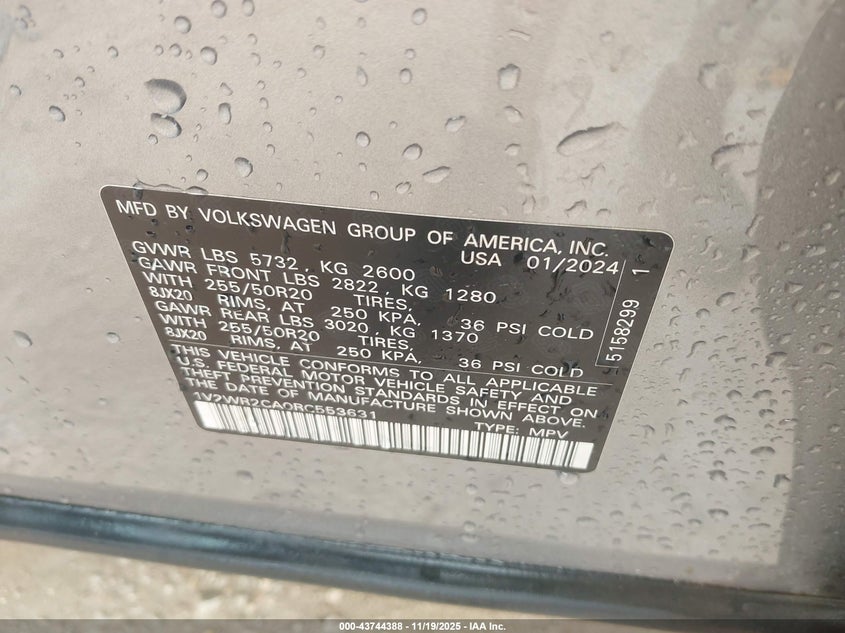 MFD BY VOLKSWAGEN GROUP OF AMERICA, INC.
USA 01/2024
GVWR LBS 5732, KG 2600
GAWR FRONT LBS 2822, KG 1280
WITH 255/50R20 TIRES,
8JX20 RIMS, AT 250 KPA, 36 PSI COLD
GAWR REAR LBS 3020, KG 1370
WITH 255/50R20 TIRES,
8JX20 RIMS, AT 250 KPA, 36 PSI COLD
THIS VEHICLE CONFORMS TO ALL APPLICABLE
U.S. FEDERAL MOTOR VEHICLE SAFETY AND
THEFT PREVENTION STANDARDS IN EFFECT ON
THE DATE OF MANUFACTURE SHOWN ABOVE.
1V2WR2CA0RC553631 TYPE: MPV
5158299 1
000-43744388 - 11/19/2025 - IAA Inc.